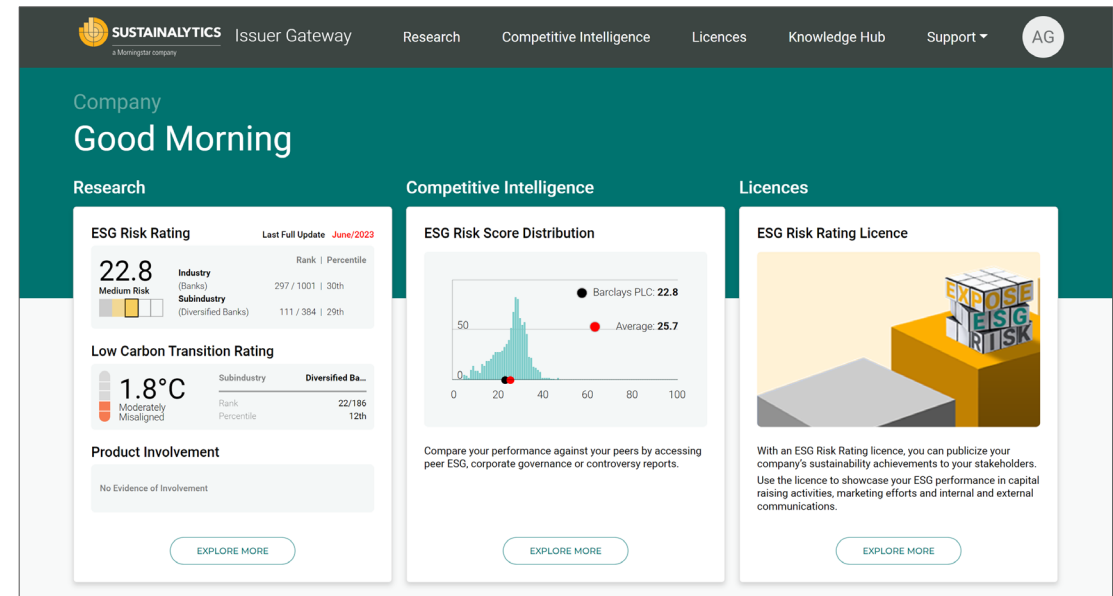 SUSTAINALYTICS
a Morningstar company
Issuer Gateway
Research
Competitive Intelligence
Licences
Knowledge Hub
Support
AG
Company
Good Morning
Research
ESG Risk Rating
Last Full Update June/2023
22.8
Medium Risk
Rank | Percentile
Industry
(Banks) 297 / 1001 | 30th
Subindustry
(Diversified Banks) 111 / 384 | 29th
Low Carbon Transition Rating
1.8°C
Moderately
Misaligned
Subindustry Diversified Ba...
Rank 22/186
Percentile 12th
Product Involvement
No Evidence of Involvement
EXPLORE MORE
Competitive Intelligence
ESG Risk Score Distribution
Barclays PLC: 22.8
50
Average: 25.7
0
0 20 40 60 80 100
Compare your performance against your peers by accessing
peer ESG, corporate governance or controversy reports.
EXPLORE MORE
Licences
ESG Risk Rating Licence
EXPOSE
ESG
RISK
With an ESG Risk Rating licence, you can publicize your
company's sustainability achievements to your stakeholders.
Use the licence to showcase your ESG performance in capital
raising activities, marketing efforts and internal and external
communications.
EXPLORE MORE